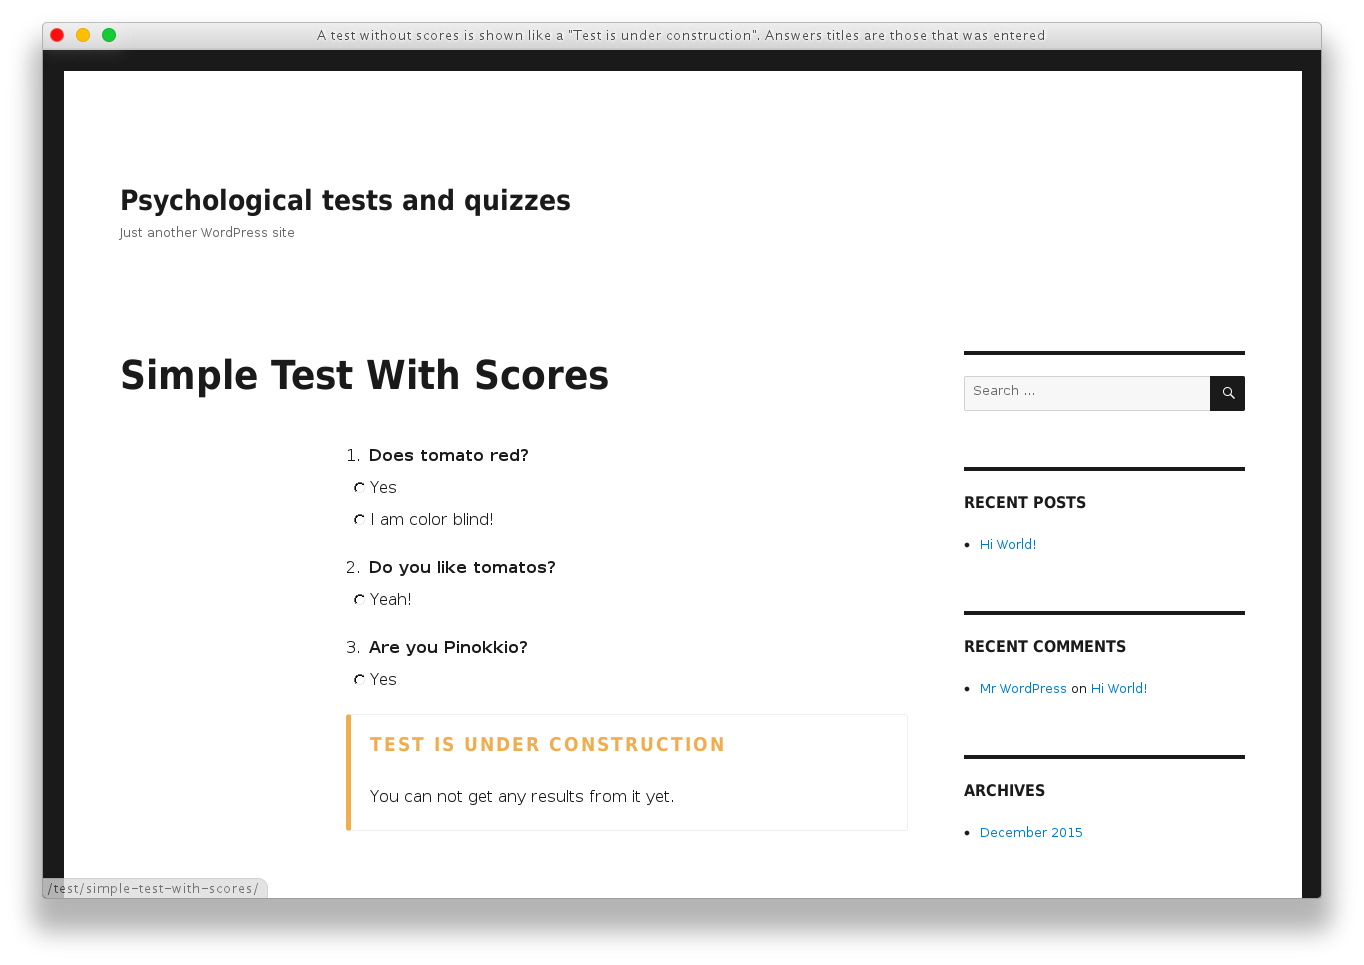 A test without scores is shown like a "Test is under construction". Answers titles are those that was entered
Psychological tests and quizzes
Just another WordPress site
Simple Test With Scores
1. Does tomato red?
Yes
I am color blind!
2. Do you like tomatos?
Yeah!
3. Are you Pinokkio?
Yes
TEST IS UNDER CONSTRUCTION
You can not get any results from it yet.
Search ...
RECENT POSTS
Hi World!
RECENT COMMENTS
Mr WordPress on Hi World!
ARCHIVES
December 2015
/test/simple-test-with-scores/